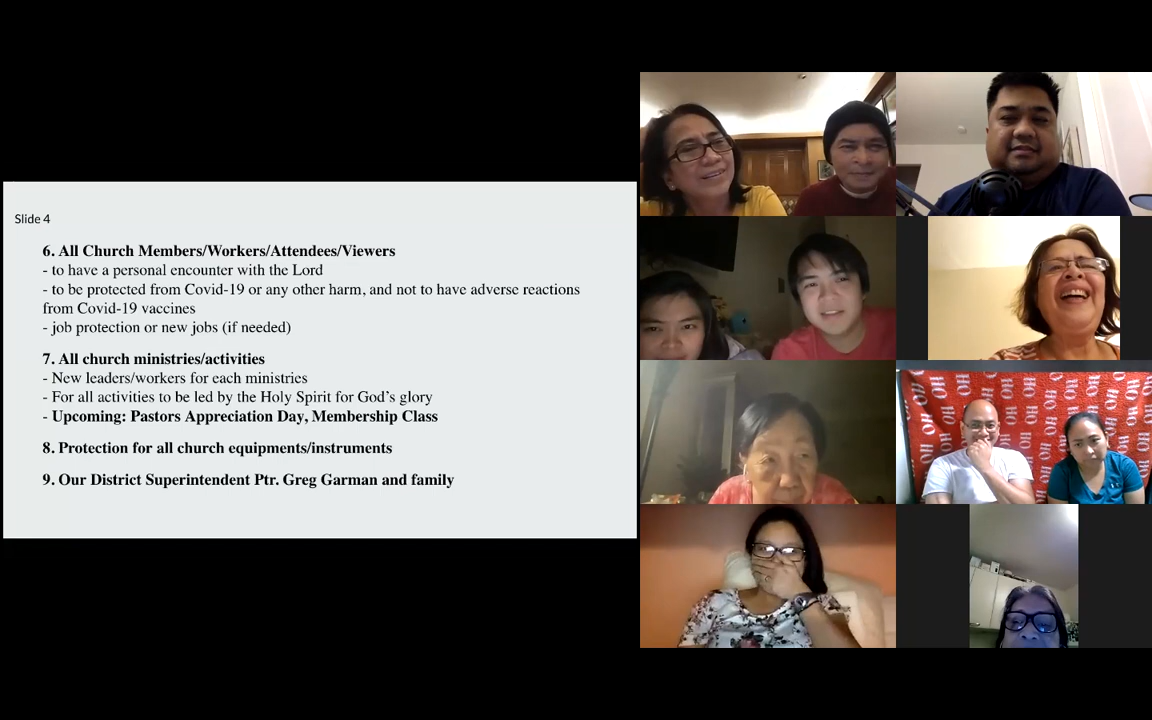 Slide 4
6. All Church Members/Workers/Attendees/Viewers
- to have a personal encounter with the Lord
- to be protected from Covid-19 or any other harm, and not to have adverse reactions
from Covid-19 vaccines
- job protection or new jobs (if needed)
7. All church ministries/activities
- New leaders/workers for each ministries
- For all activities to be led by the Holy Spirit for God's glory
- Upcoming: Pastors Appreciation Day, Membership Class
8. Protection for all church equipments/instruments
9. Our District Superintendent Ptr. Greg Garman and family
HO HO HO